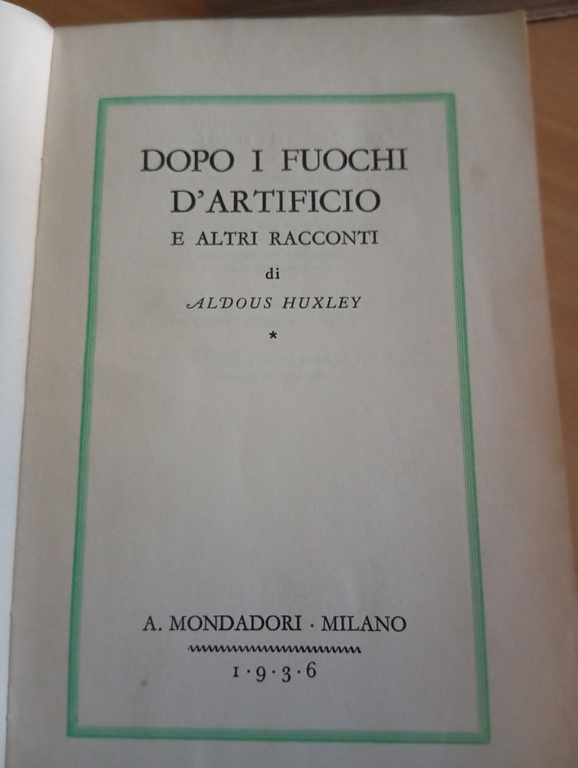 DOPO I FUOCHI
D'ARTIFICIO
E ALTRI RACCONTI
di
ALDOUS HUXLEY
*
A. MONDADORI · MILANO
1·9·3·6